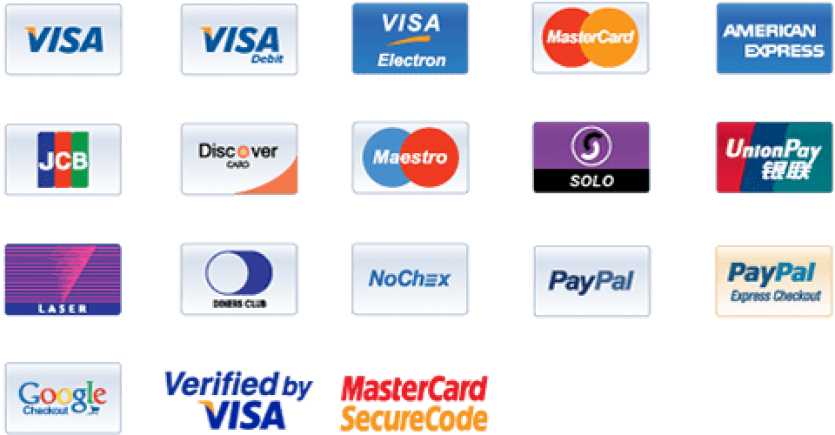 VISA
VISA
Debit
VISA
Electron
MasterCard
AMERICAN
EXPRESS
JCB
Discover
CARD
Maestro
SOLO
UnionPay
银联
LASER
DINERS CLUB
NoChex
PayPal
PayPal
Express Checkout
Google
Checkout
Verified by
VISA
MasterCard
SecureCode